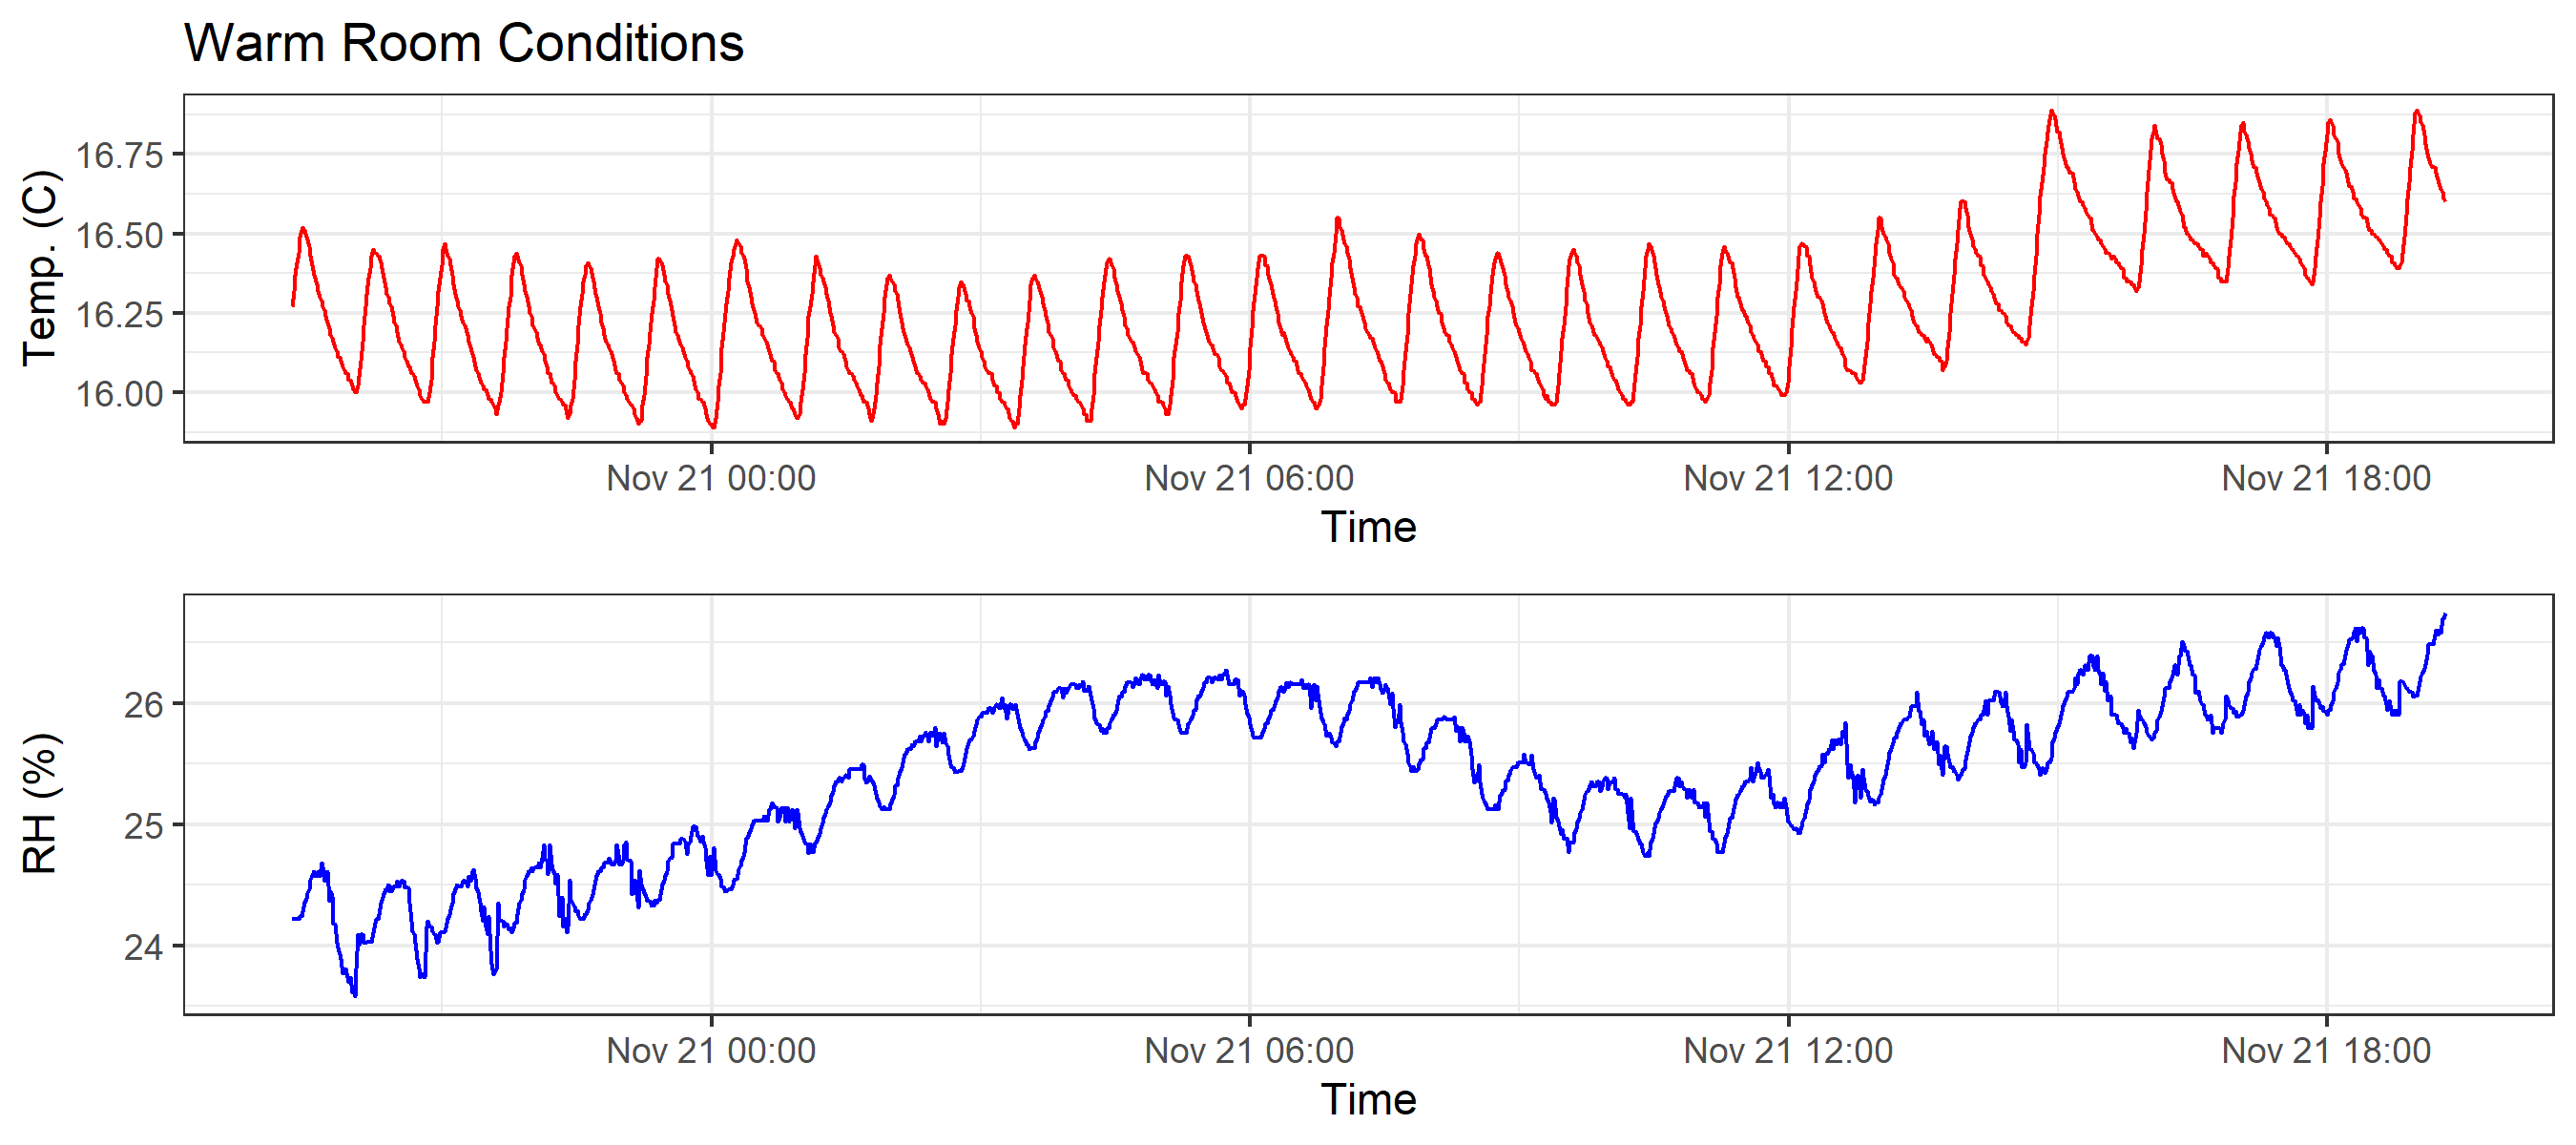 Warm Room Conditions
Temp. (C)
16.75
16.50
16.25
16.00
Nov 21 00:00 Nov 21 06:00 Nov 21 12:00 Nov 21 18:00
Time
RH (%)
26
25
24
Nov 21 00:00 Nov 21 06:00 Nov 21 12:00 Nov 21 18:00
Time